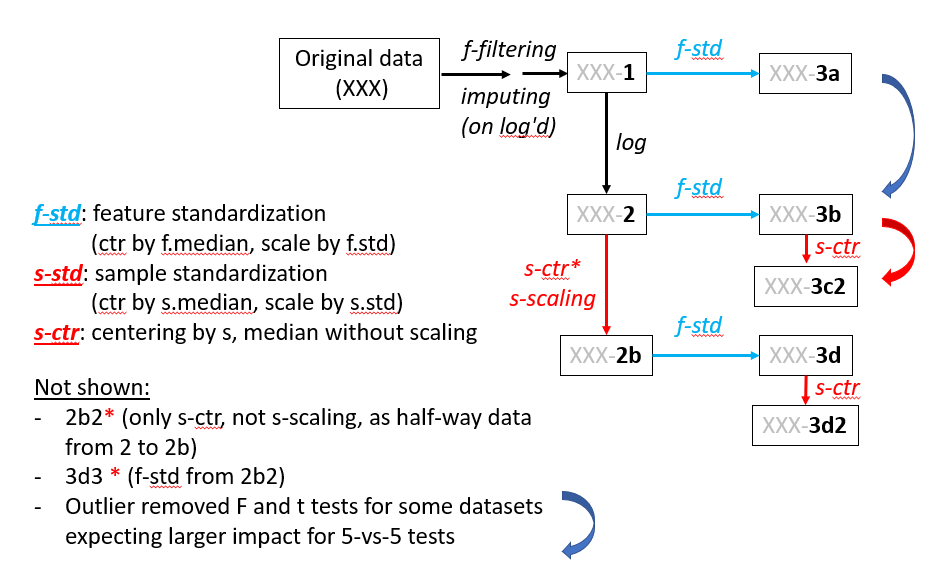 Original data
(XXX)
f-filtering
imputing
(on log'd)
XXX-1
f-std
XXX-3a
log
XXX-2
f-std
XXX-3b
s-ctr
XXX-3c2
s-ctr*
s-scaling
XXX-2b
f-std
XXX-3d
s-ctr
XXX-3d2
f-std: feature standardization
(ctr by f.median, scale by f.std)
s-std: sample standardization
(ctr by s.median, scale by s.std)
s-ctr: centering by s, median without scaling
Not shown:
- 2b2* (only s-ctr, not s-scaling, as half-way data
from 2 to 2b)
- 3d3 * (f-std from 2b2)
- Outlier removed F and t tests for some datasets
expecting larger impact for 5-vs-5 tests